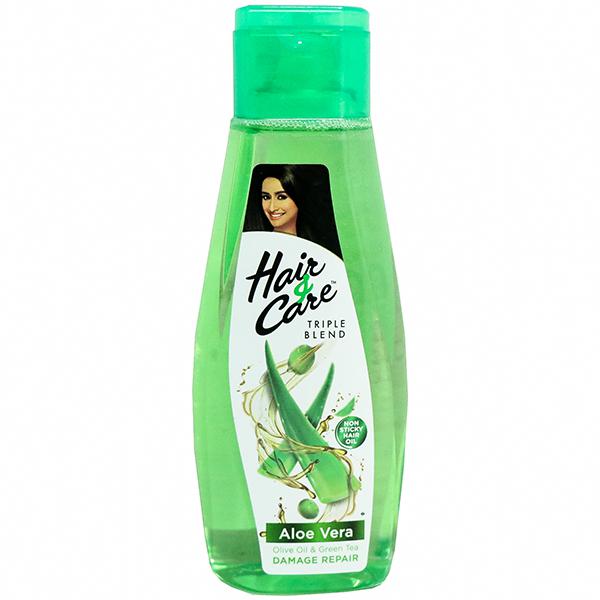 Hair
&
Care™
TRIPLE
BLEND
NON
STICKY
HAIR
OIL
Aloe Vera
Olive Oil & Green Tea
DAMAGE REPAIR